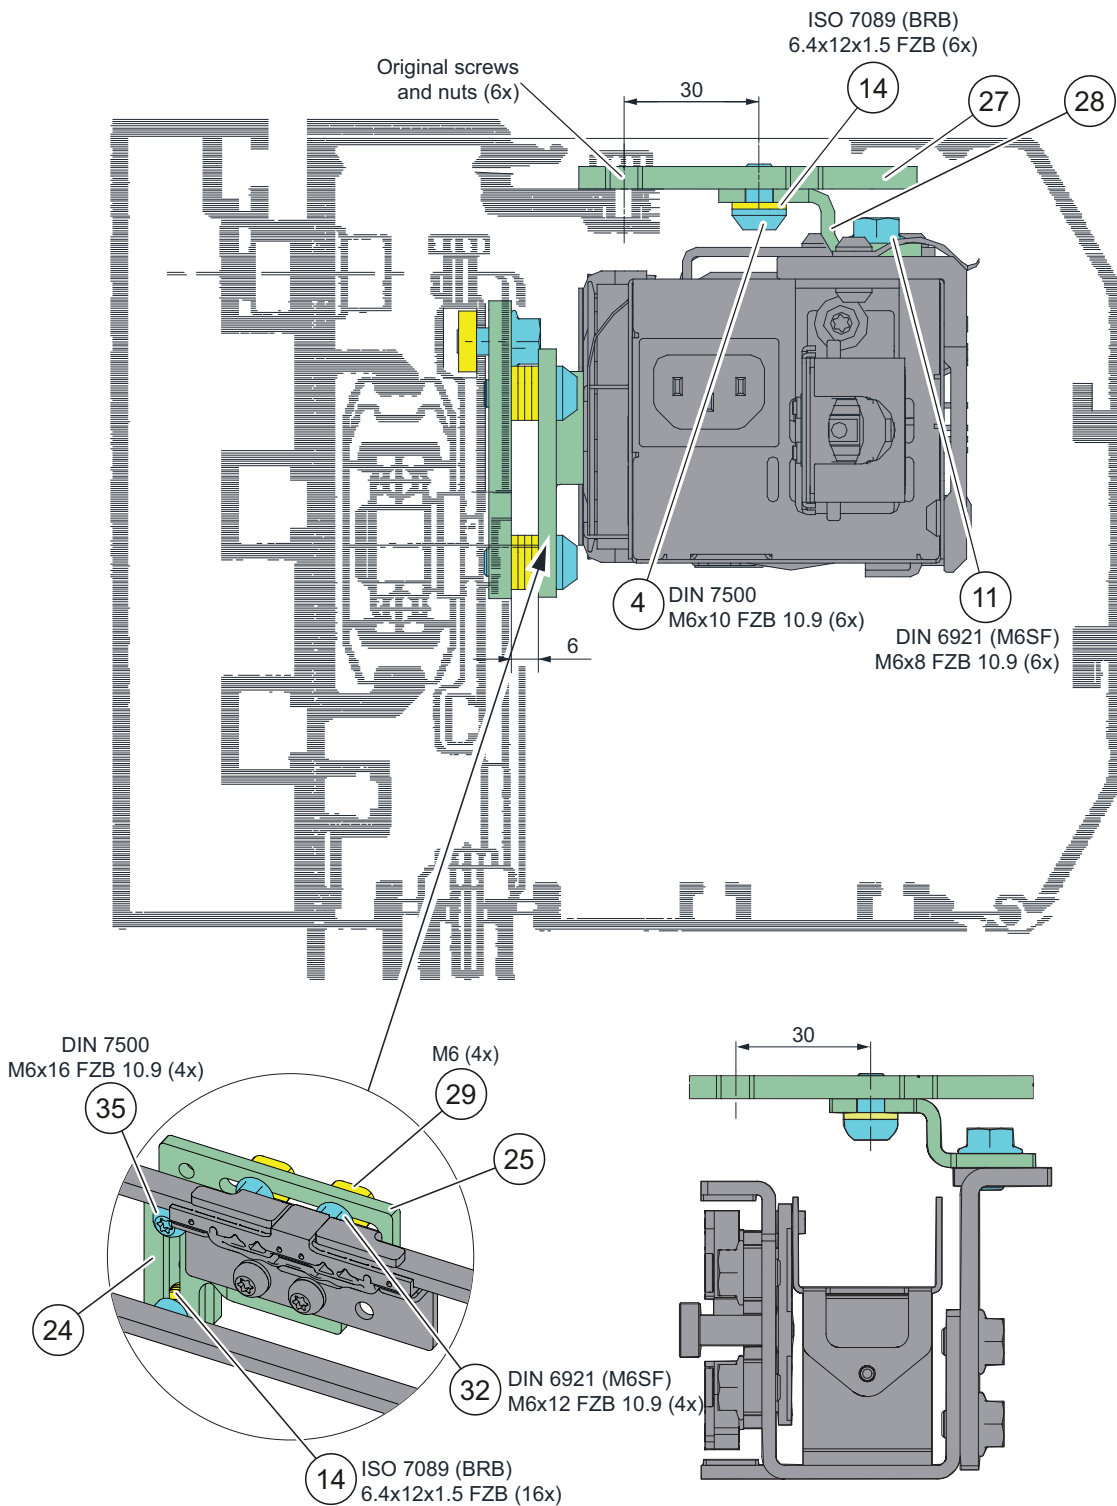 ISO 7089 (BRB)
6.4x12x1.5 FZB (6x)
Original screws
and nuts (6x)
30
14
27
28
4
DIN 7500
M6x10 FZB 10.9 (6x)
11
DIN 6921 (M6SF)
M6x8 FZB 10.9 (6x)
6
DIN 7500
M6x16 FZB 10.9 (4x)
35
M6 (4x)
29
25
24
32
DIN 6921 (M6SF)
M6x12 FZB 10.9 (4x)
14
ISO 7089 (BRB)
6.4x12x1.5 FZB (16x)
30